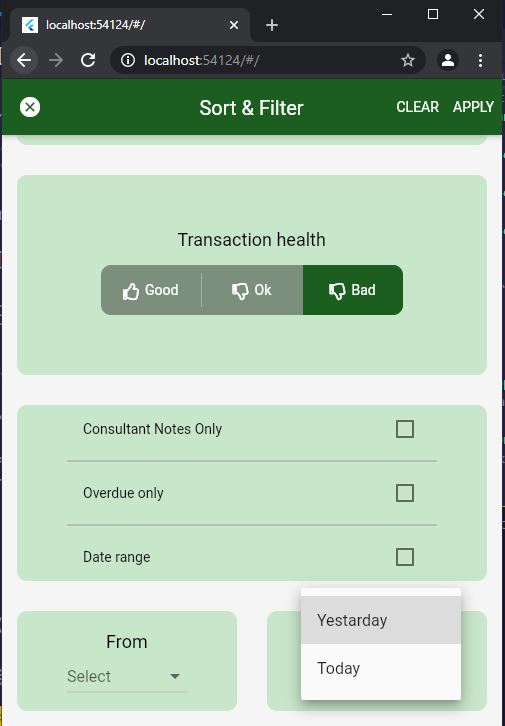 localhost:54124/#/
localhost:54124/#/
Sort & Filter
CLEAR
APPLY
Transaction health
Good
Ok
Bad
Consultant Notes Only
Overdue only
Date range
From
Select
Yestarday
Today